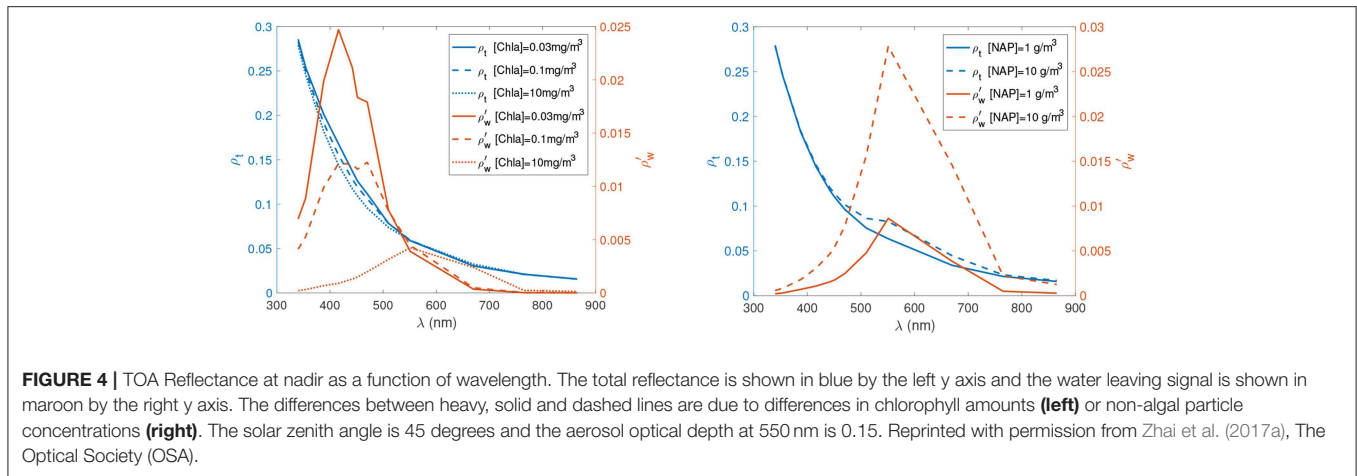 0.3
0.25
0.2
0.15
0.1
0.05
0
ρt
300 400 500 600 700 800 900
λ (nm)
0.025
0.02
0.015
0.01
0.005
0
ρ'w
ρt [Chla]=0.03mg/m³
ρt [Chla]=0.1mg/m³
ρt [Chla]=10mg/m³
ρ'w [Chla]=0.03mg/m³
ρ'w [Chla]=0.1mg/m³
ρ'w [Chla]=10mg/m³
0.3
0.25
0.2
0.15
0.1
0.05
0
ρt
300 400 500 600 700 800 900
λ (nm)
0.03
0.025
0.02
0.015
0.01
0.005
0
ρ'w
ρt [NAP]=1 g/m³
ρt [NAP]=10 g/m³
ρ'w [NAP]=1 g/m³
ρ'w [NAP]=10 g/m³
FIGURE 4 | TOA Reflectance at nadir as a function of wavelength. The total reflectance is shown in blue by the left y axis and the water leaving signal is shown in
maroon by the right y axis. The differences between heavy, solid and dashed lines are due to differences in chlorophyll amounts (left) or non-algal particle
concentrations (right). The solar zenith angle is 45 degrees and the aerosol optical depth at 550 nm is 0.15. Reprinted with permission from Zhai et al. (2017a), The
Optical Society (OSA).